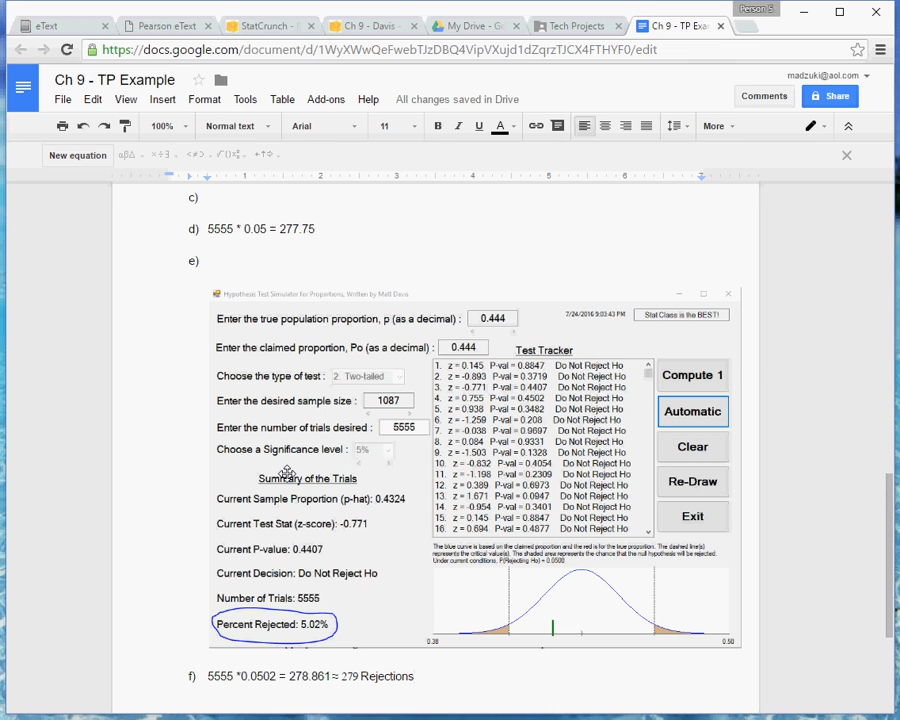 Person 5
eText
Pearson eText
StatCrunch -
Ch 9 - Davis -
My Drive - Go
Tech Projects
Ch 9 - TP Exa
https://docs.google.com/document/d/1WyXWwQeFwebTJzDBQ4VipVXujd1dZqrzTJCX4FTHYF0/edit
Ch 9 - TP Example
madzuki@aol.com
File Edit View Insert Format Tools Table Add-ons Help All changes saved in Drive
Comments
Share
100% Normal text Arial 11 B I U A More
New equation
1 2 3 4 5 6 7
c)
d) 5555 * 0.05 = 277.75
e)
Hypothesis Test Simulator for Proportions, Written by Matt Davis
Enter the true population proportion, p (as a decimal) : 0.444
7/24/2016 9:03:43 PM
Stat Class is the BEST!
Enter the claimed proportion, Po (as a decimal) : 0.444
Choose the type of test : 2 Two-tailed
Enter the desired sample size : 1087
Enter the number of trials desired : 5555
Choose a Significance level : 5%
Summary of the Trials
Current Sample Proportion (p-hat): 0.4324
Current Test Stat (z-score): -0.771
Current P-value: 0.4407
Current Decision: Do Not Reject Ho
Number of Trials: 5555
Percent Rejected: 5.02%
Test Tracker
1. z = 0.145 P-val = 0.8847 Do Not Reject Ho
2. z = -0.893 P-val = 0.3719 Do Not Reject Ho
3. z = -0.771 P-val = 0.4407 Do Not Reject Ho
4. z = 0.755 P-val = 0.4502 Do Not Reject Ho
5. z = 0.938 P-val = 0.3482 Do Not Reject Ho
6. z = -1.259 P-val = 0.208 Do Not Reject Ho
7. z = -0.038 P-val = 0.9697 Do Not Reject Ho
8. z = 0.084 P-val = 0.9331 Do Not Reject Ho
9. z = -1.503 P-val = 0.1328 Do Not Reject Ho
10. z = -0.832 P-val = 0.4054 Do Not Reject Ho
11. z = -1.198 P-val = 0.2309 Do Not Reject Ho
12. z = 0.389 P-val = 0.6973 Do Not Reject Ho
13. z = 1.671 P-val = 0.0947 Do Not Reject Ho
14. z = -0.954 P-val = 0.3401 Do Not Reject Ho
15. z = 0.145 P-val = 0.8847 Do Not Reject Ho
16. z = 0.694 P-val = 0.4877 Do Not Reject Ho
Compute 1
Automatic
Clear
Re-Draw
Exit
The blue curve is based on the claimed proportion and the red is for the true proportion. The dashed line(s)
represents the critical value(s). The shaded area represents the chance that the null hypothesis will be rejected.
Under current conditions, P(Rejecting Ho) = 0.0500
0.38 0.50
f) 5555 *0.0502 = 278.861≈ 279 Rejections